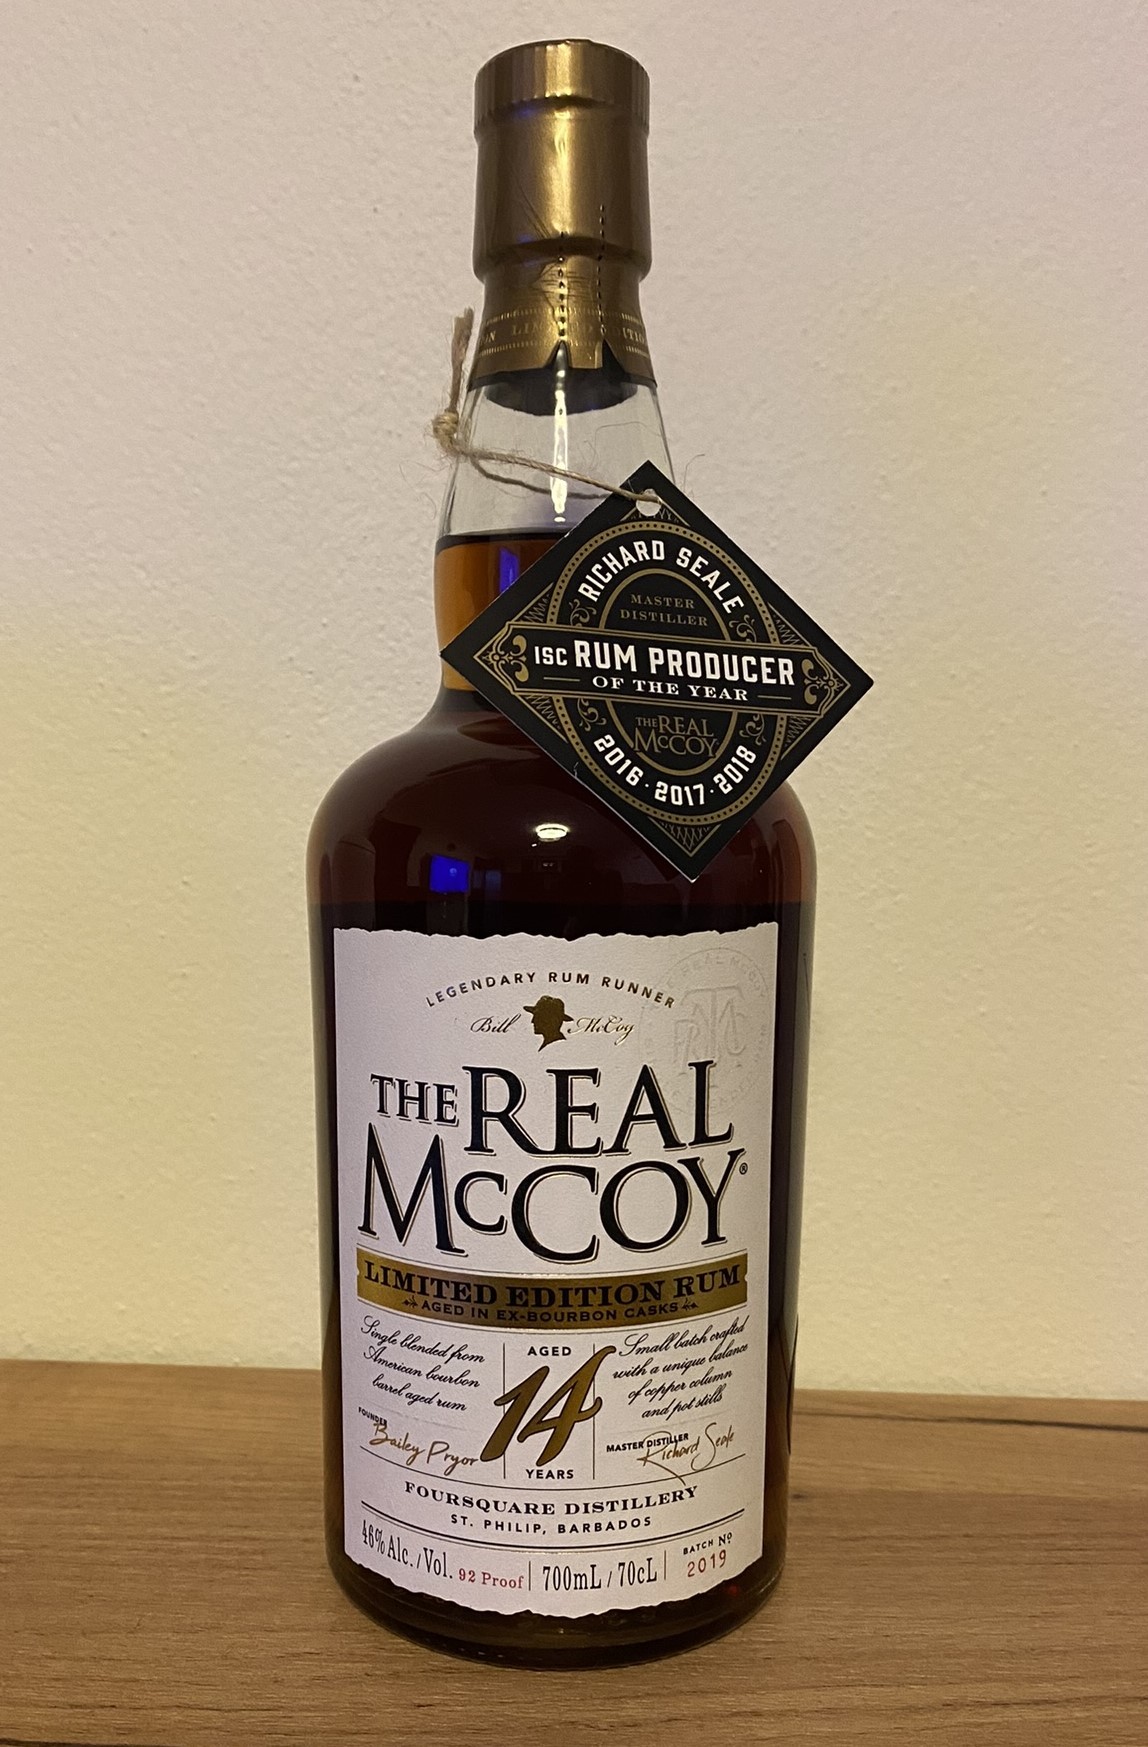 LIMITED EDITION
RICHARD SEALE
MASTER
DISTILLER
ISC RUM PRODUCER
OF THE YEAR
THE REAL
McCOY
2016 · 2017 · 2018
LEGENDARY RUM RUNNER
Bill McCoy
THE REAL
McCOY®
LIMITED EDITION RUM
AGED IN EX-BOURBON CASKS
Single blended from
American bourbon
barrel aged rum
FOUNDER
Bailey Pryor
AGED
14
YEARS
Small batch crafted
with a unique balance
of copper column
and pot stills
MASTER DISTILLER
Richard Seale
FOURSQUARE DISTILLERY
ST. PHILIP, BARBADOS
46% Alc./Vol. 92 Proof
700mL / 70cL
BATCH Nº
2019